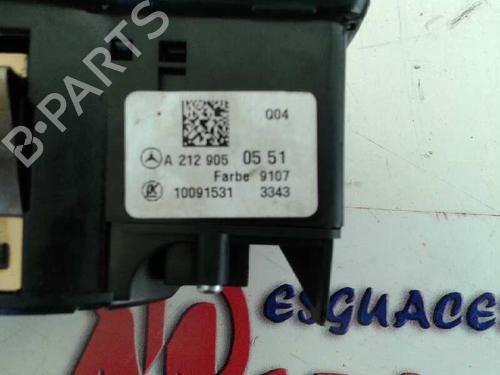 B-PARTS
Q04
A 212 905 05 51
Farbe 9107
10091531 3343
ESGUACE